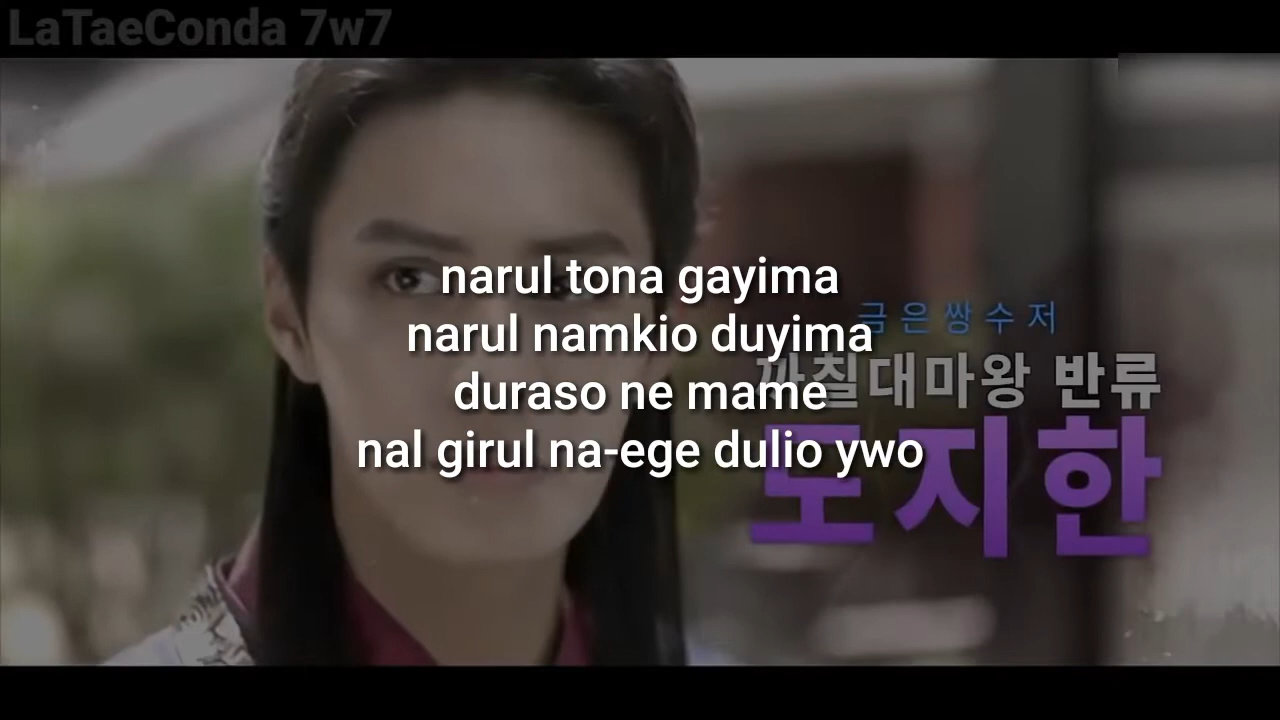 LaTaeConda 7w7
narul tona gayima
narul namkio duyima
duraso ne mame
nal girul na-ege dulio ywo
금은쌍수저
까칠대마왕 반류
도지한